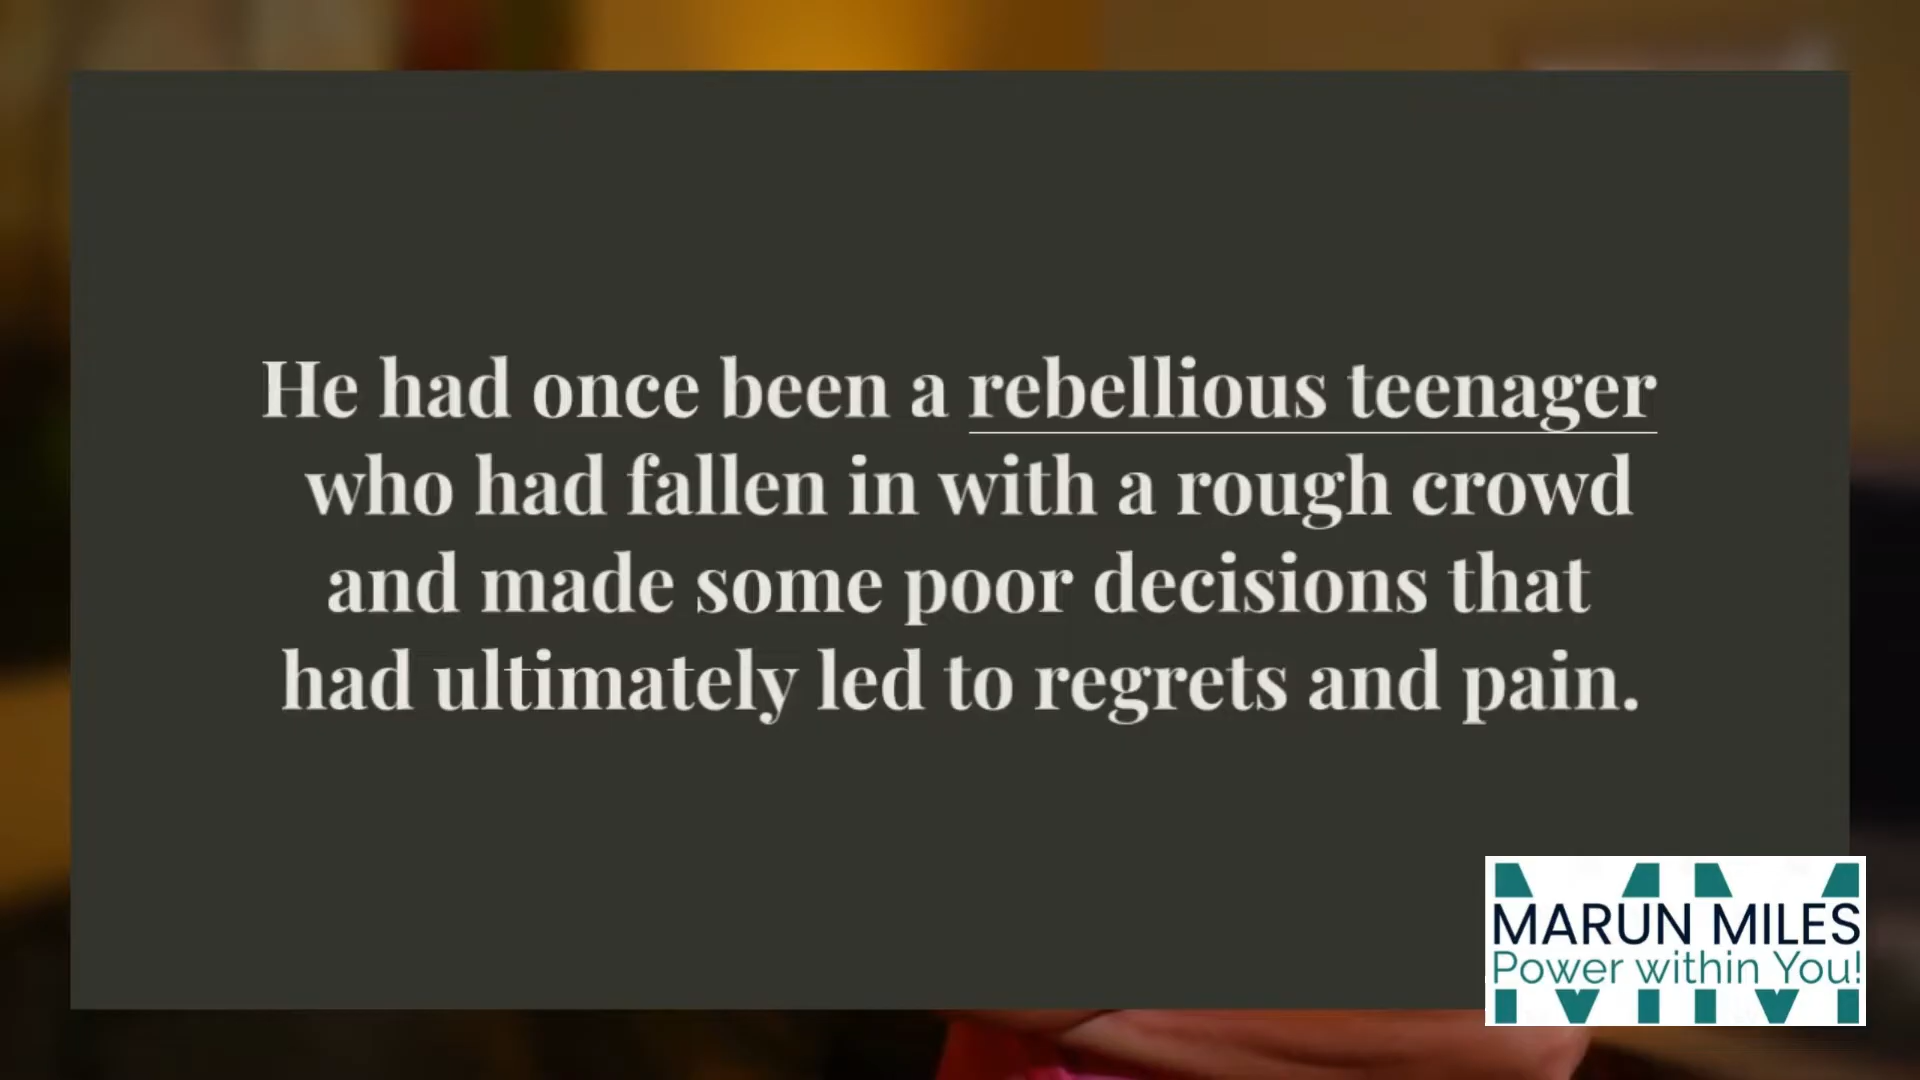 He had once been a rebellious teenager
who had fallen in with a rough crowd
and made some poor decisions that
had ultimately led to regrets and pain.
MARUN MILES
Power within You!